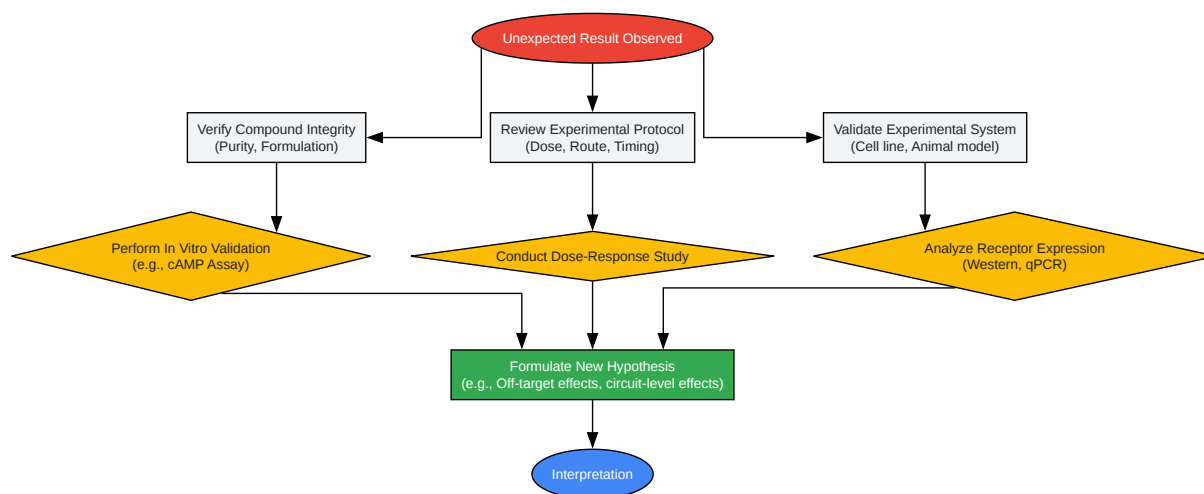 Unexpected Result Observed
Verify Compound Integrity
(Purity, Formulation)
Review Experimental Protocol
(Dose, Route, Timing)
Validate Experimental System
(Cell line, Animal model)
Perform In Vitro Validation
(e.g., cAMP Assay)
Conduct Dose-Response Study
Analyze Receptor Expression
(Western, qPCR)
Formulate New Hypothesis
(e.g., Off-target effects, circuit-level effects)
Interpretation